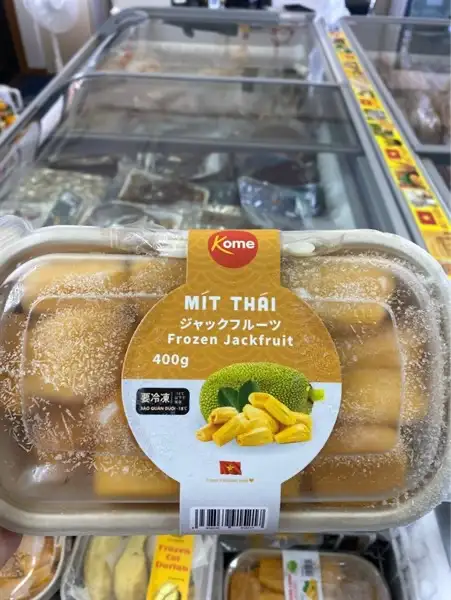 Kome
MÍT THÁI
ジャックフルーツ
Frozen Jackfruit
400g
要冷凍
BẢO QUẢN DƯỚI -18°C
Frozen
Cut
Durian